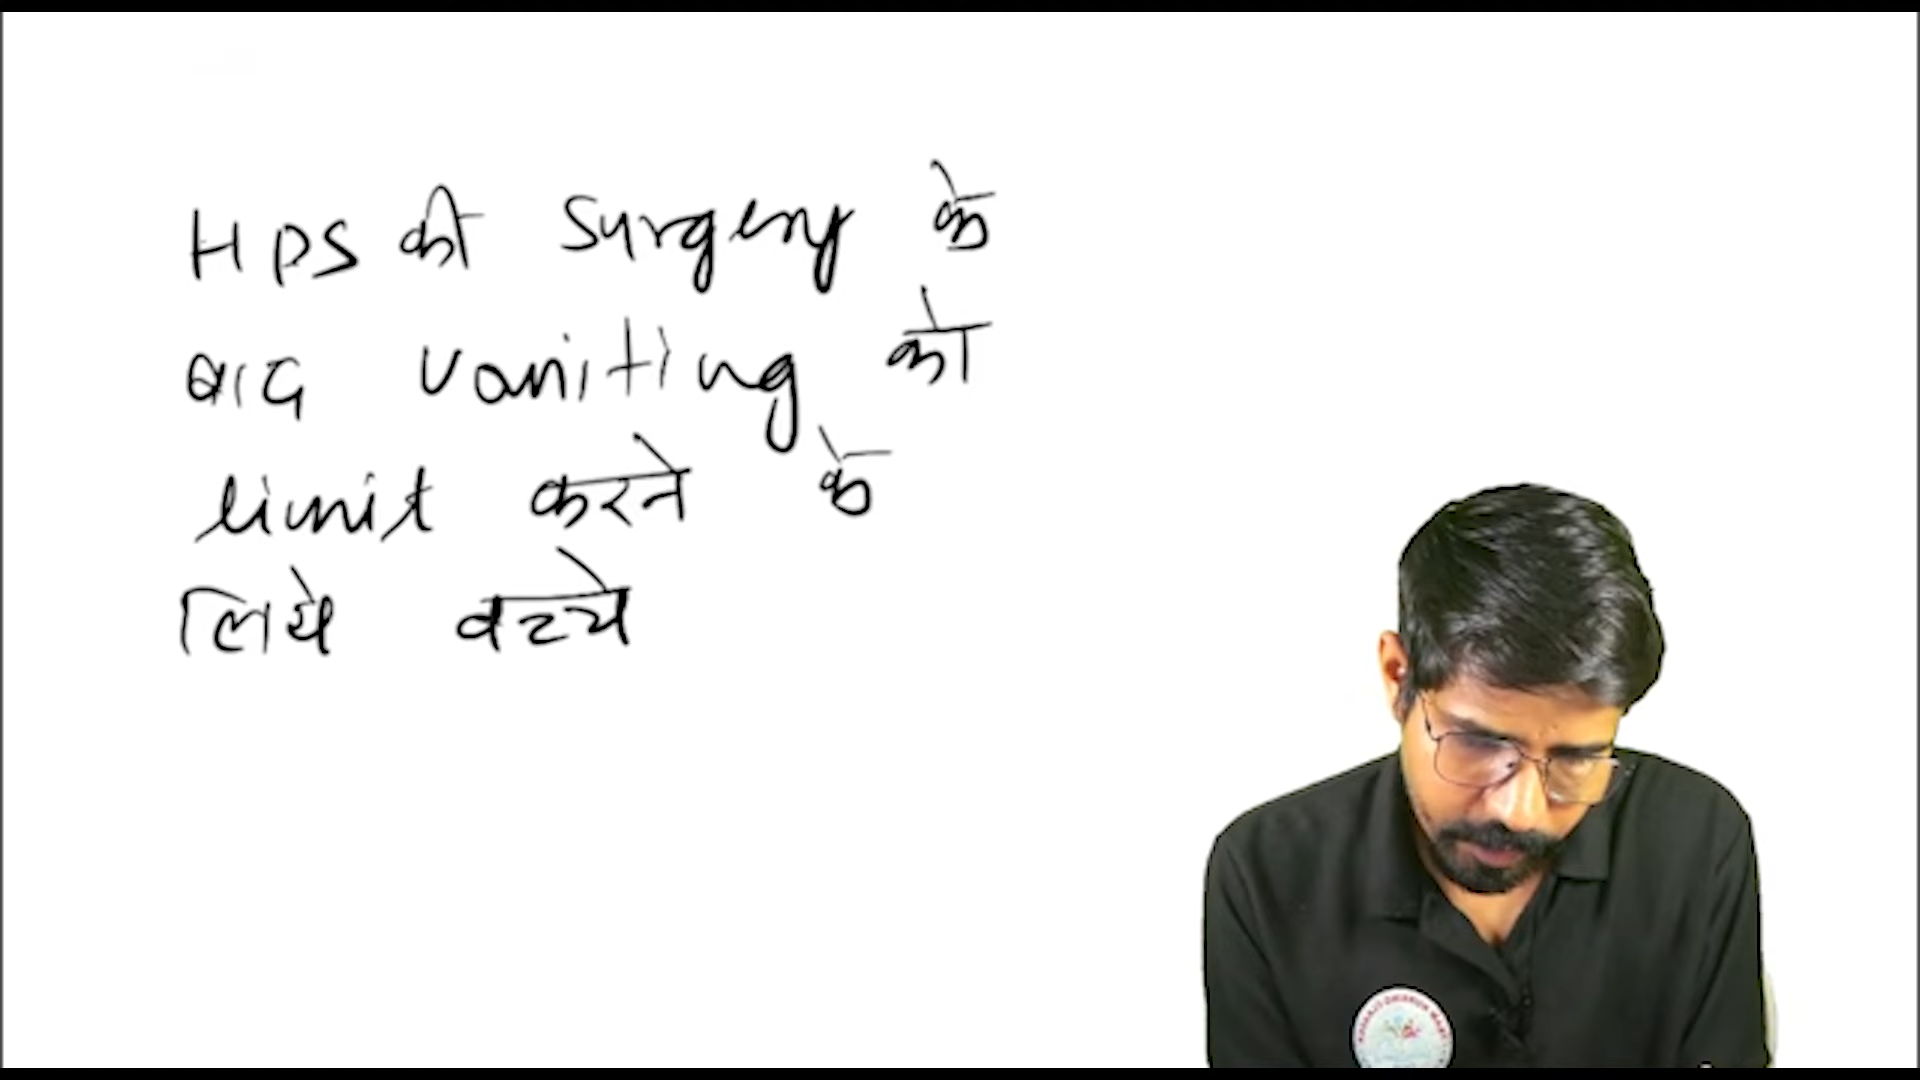 HPS की surgery के
बाद vomiting को
limit करने के
लिये बच्चे